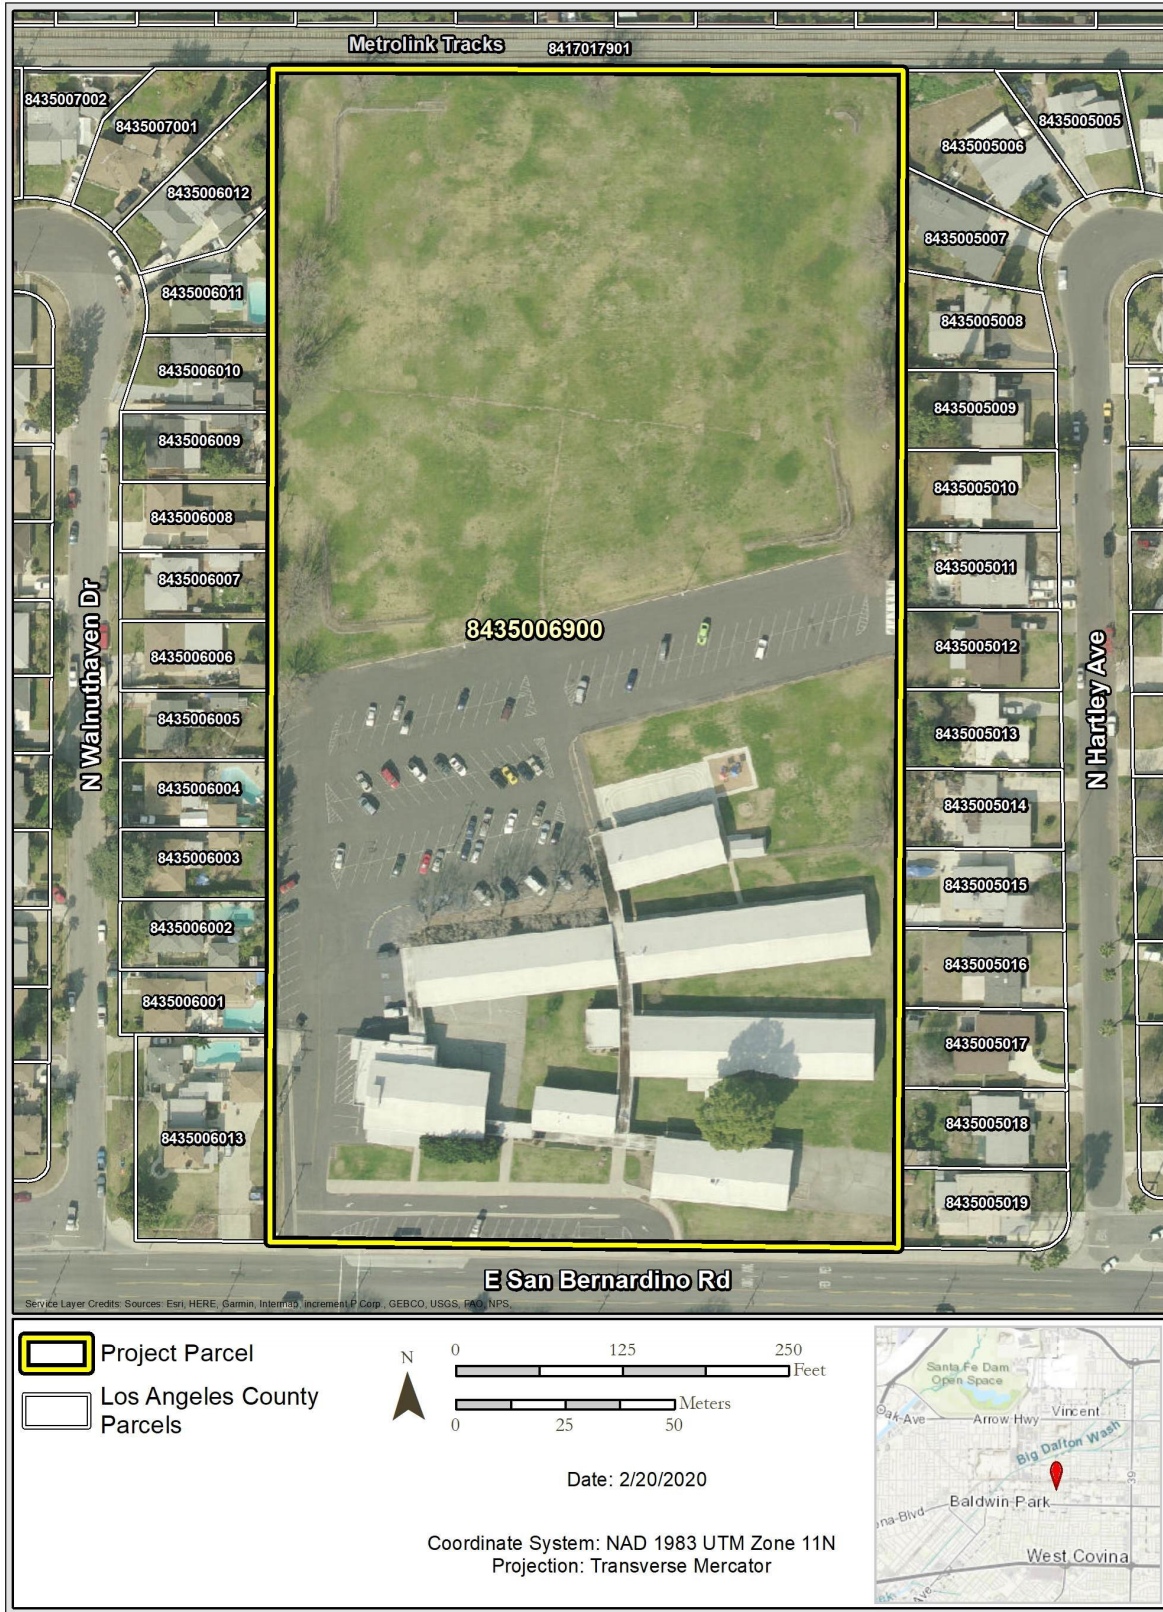 Metrolink Tracks
8417017901
8435007002
8435007001
8435006012
8435005006
8435005005
8435005007
8435006011
8435005008
8435006010
8435005009
8435006009
8435005010
8435006008
8435005011
8435006007
8435006900
8435005012
8435006006
N Walnuthaven Dr
N Hartley Ave
8435006005
8435005013
8435006004
8435005014
8435006003
8435005015
8435006002
8435005016
8435006001
8435005017
8435006013
8435005018
8435005019
E San Bernardino Rd
Service Layer Credits: Sources: Esri, HERE, Garmin, Intermap, increment P Corp., GEBCO, USGS, FAO, NPS,
Project Parcel
Los Angeles County
Parcels
N
0 125 250
Feet
Meters
0 25 50
Date: 2/20/2020
Coordinate System: NAD 1983 UTM Zone 11N
Projection: Transverse Mercator
Santa Fe Dam
Open Space
Oak-Ave
Arrow Hwy
Vincent
Big Dalton Wash
39
Baldwin Park
na-Blvd
West Covina
Ave